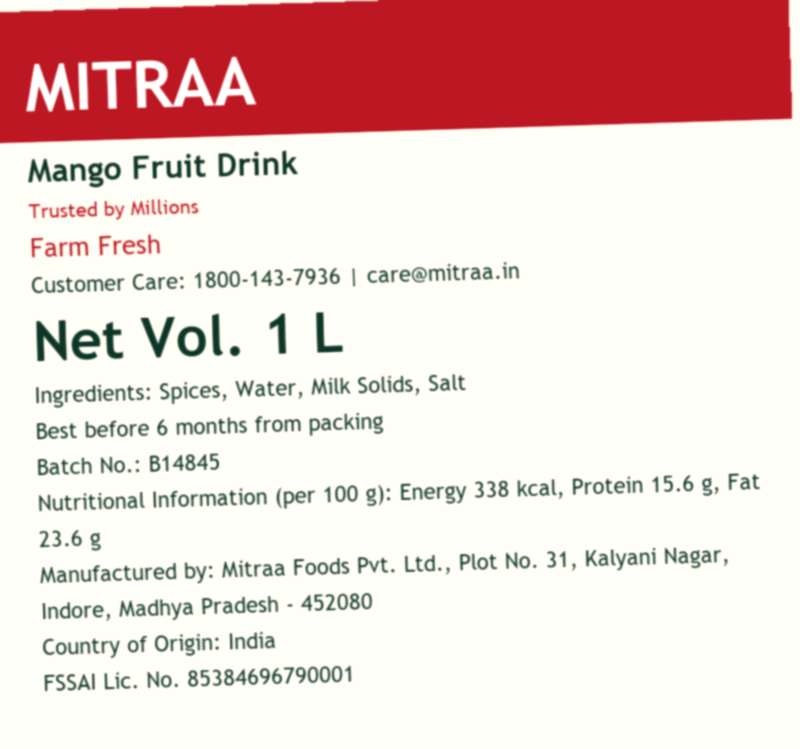 MITRAA
Mango Fruit Drink
Trusted by Millions
Farm Fresh
Customer Care: 1800-143-7936 | care@mitraa.in
Net Vol. 1 L
Ingredients: Spices, Water, Milk Solids, Salt
Best before 6 months from packing
Batch No.: B14845
Nutritional Information (per 100 g): Energy 338 kcal, Protein 15.6 g, Fat
23.6 g
Manufactured by: Mitraa Foods Pvt. Ltd., Plot No. 31, Kalyani Nagar,
Indore, Madhya Pradesh - 452080
Country of Origin: India
FSSAI Lic. No. 85384696790001